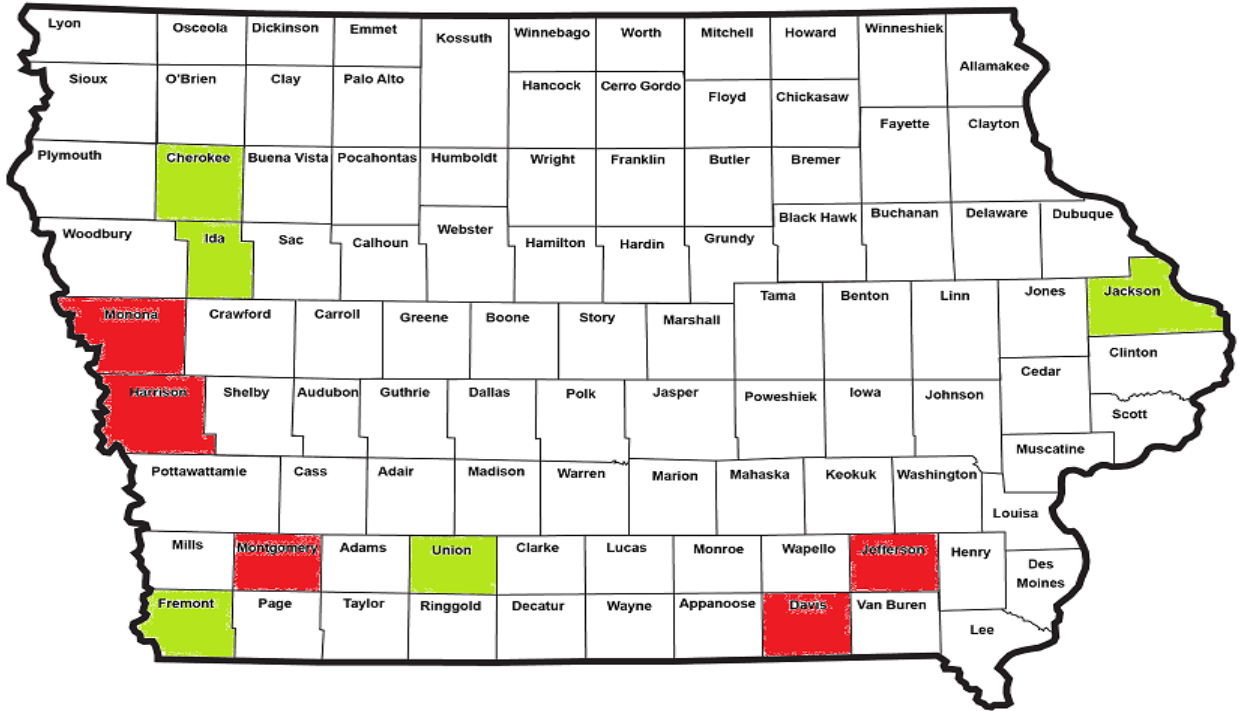 Lyon Osceola Dickinson Emmet Kossuth Winnebago Worth Mitchell Howard Winneshiek Allamakee
Sioux O'Brien Clay Palo Alto Hancock Cerro Gordo Floyd Chickasaw
Fayette Clayton
Plymouth Cherokee Buena Vista Pocahontas Humboldt Wright Franklin Butler Bremer
Woodbury Ida Sac Calhoun Webster Hamilton Hardin Grundy Black Hawk Buchanan Delaware Dubuque
Monona Crawford Carroll Greene Boone Story Marshall Tama Benton Linn Jones Jackson
Clinton
Harrison Shelby Audubon Guthrie Dallas Polk Jasper Poweshiek Iowa Johnson Cedar
Scott
Muscatine
Pottawattamie Cass Adair Madison Warren Marion Mahaska Keokuk Washington
Louisa
Mills Montgomery Adams Union Clarke Lucas Monroe Wapello Jefferson Henry
Des
Moines
Fremont Page Taylor Ringgold Decatur Wayne Appanoose Davis Van Buren
Lee